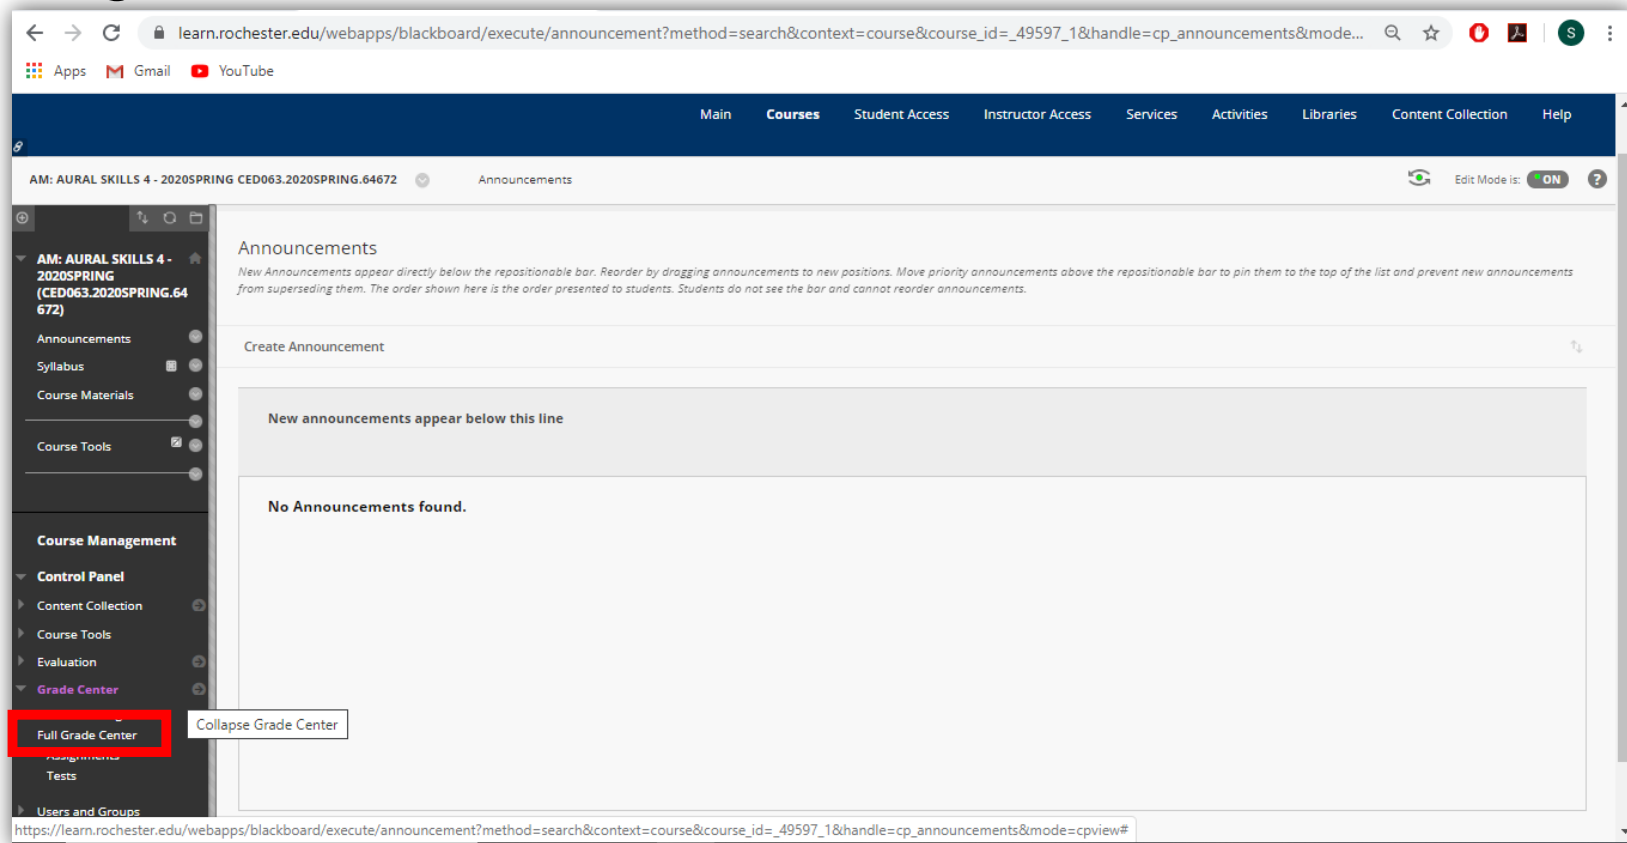 learn.rochester.edu/webapps/blackboard/execute/announcement?method=search&context=course&course_id=_49597_1&handle=cp_announcements&mode...
S
Apps Gmail YouTube
Main Courses Student Access Instructor Access Services Activities Libraries Content Collection Help
AM: AURAL SKILLS 4 - 2020SPRING CED063.2020SPRING.64672 Announcements Edit Mode is: ON ?
AM: AURAL SKILLS 4 -
2020SPRING
(CED063.2020SPRING.64
672)
Announcements
Syllabus
Course Materials
Course Tools
Course Management
Control Panel
Content Collection
Course Tools
Evaluation
Grade Center
Full Grade Center
Assignments
Tests
Users and Groups
Announcements
New Announcements appear directly below the repositionable bar. Reorder by dragging announcements to new positions. Move priority announcements above the repositionable bar to pin them to the top of the list and prevent new announcements
from superseding them. The order shown here is the order presented to students. Students do not see the bar and cannot reorder announcements.
Create Announcement
New announcements appear below this line
No Announcements found.
Collapse Grade Center
https://learn.rochester.edu/webapps/blackboard/execute/announcement?method=search&context=course&course_id=_49597_1&handle=cp_announcements&mode=cpview#